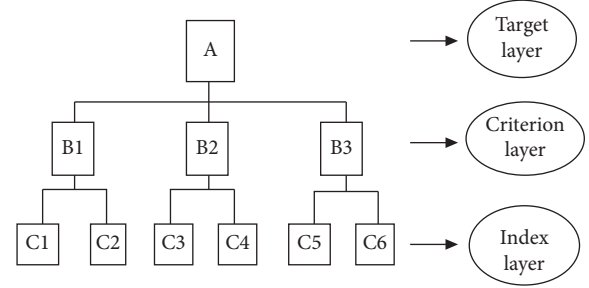 A
Target
layer
B1 B2 B3
Criterion
layer
C1 C2 C3 C4 C5 C6
Index
layer